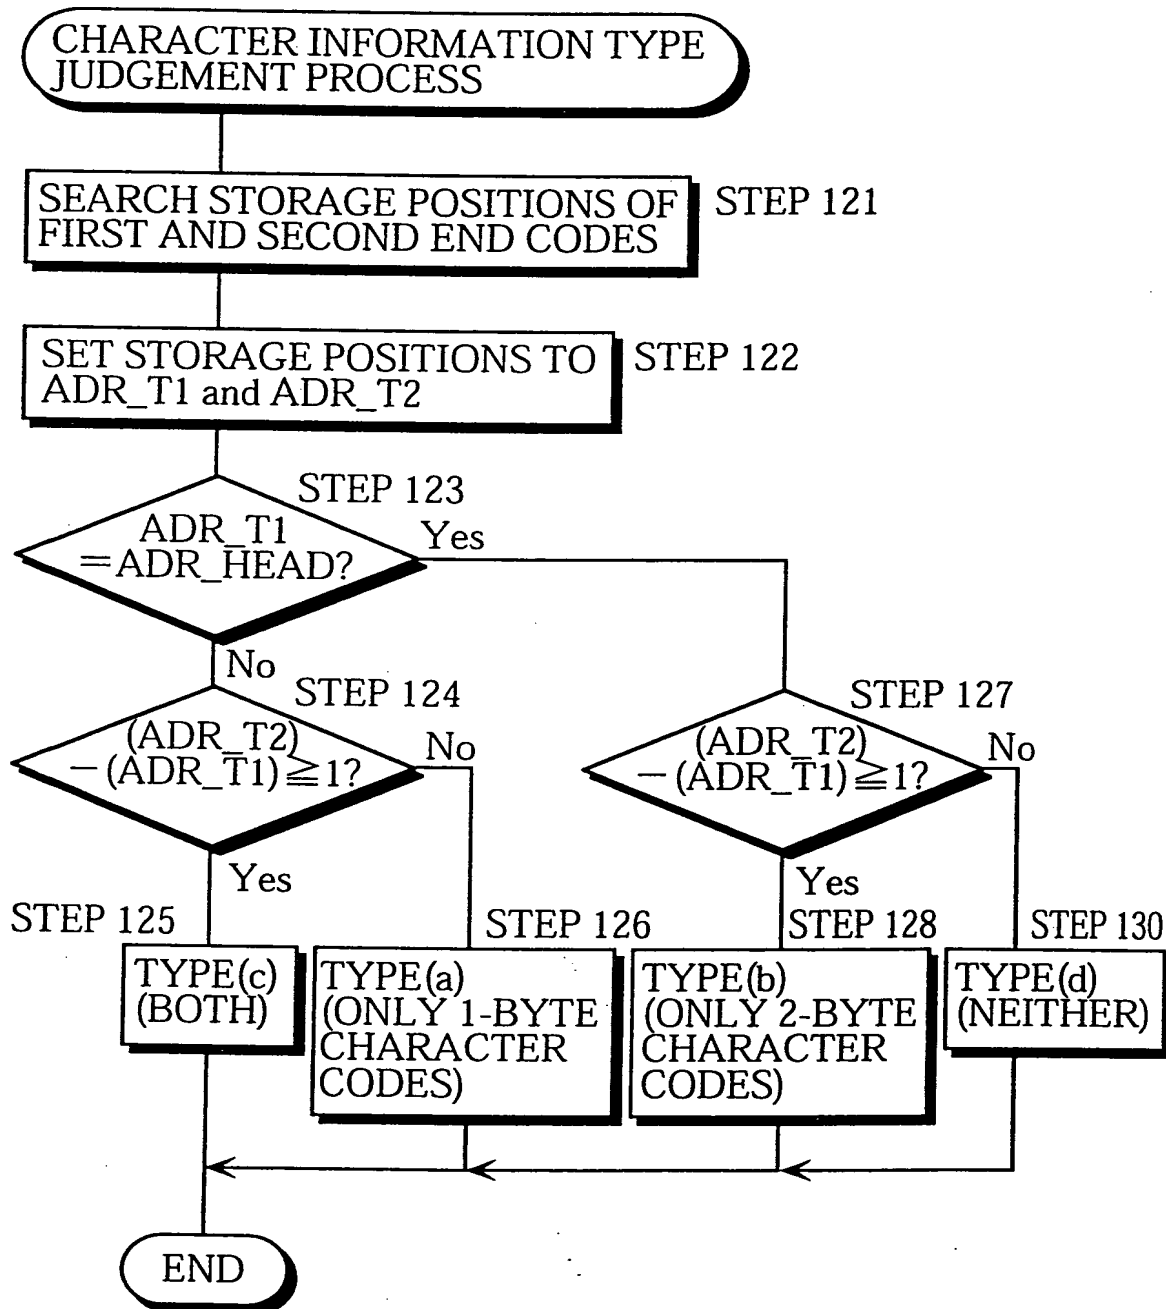 CHARACTER INFORMATION TYPE
JUDGEMENT PROCESS
SEARCH STORAGE POSITIONS OF
FIRST AND SECOND END CODES
STEP 121
SET STORAGE POSITIONS TO
ADR_T1 and ADR_T2
STEP 122
STEP 123
ADR_T1
=ADR_HEAD?
Yes
No
STEP 124
(ADR_T2)
-(ADR_T1)≧1?
No
Yes
STEP 127
(ADR_T2)
-(ADR_T1)≧1?
No
Yes
STEP 125
TYPE(c)
(BOTH)
STEP 126
TYPE(a)
(ONLY 1-BYTE
CHARACTER
CODES)
STEP 128
TYPE(b)
(ONLY 2-BYTE
CHARACTER
CODES)
STEP 130
TYPE(d)
(NEITHER)
END